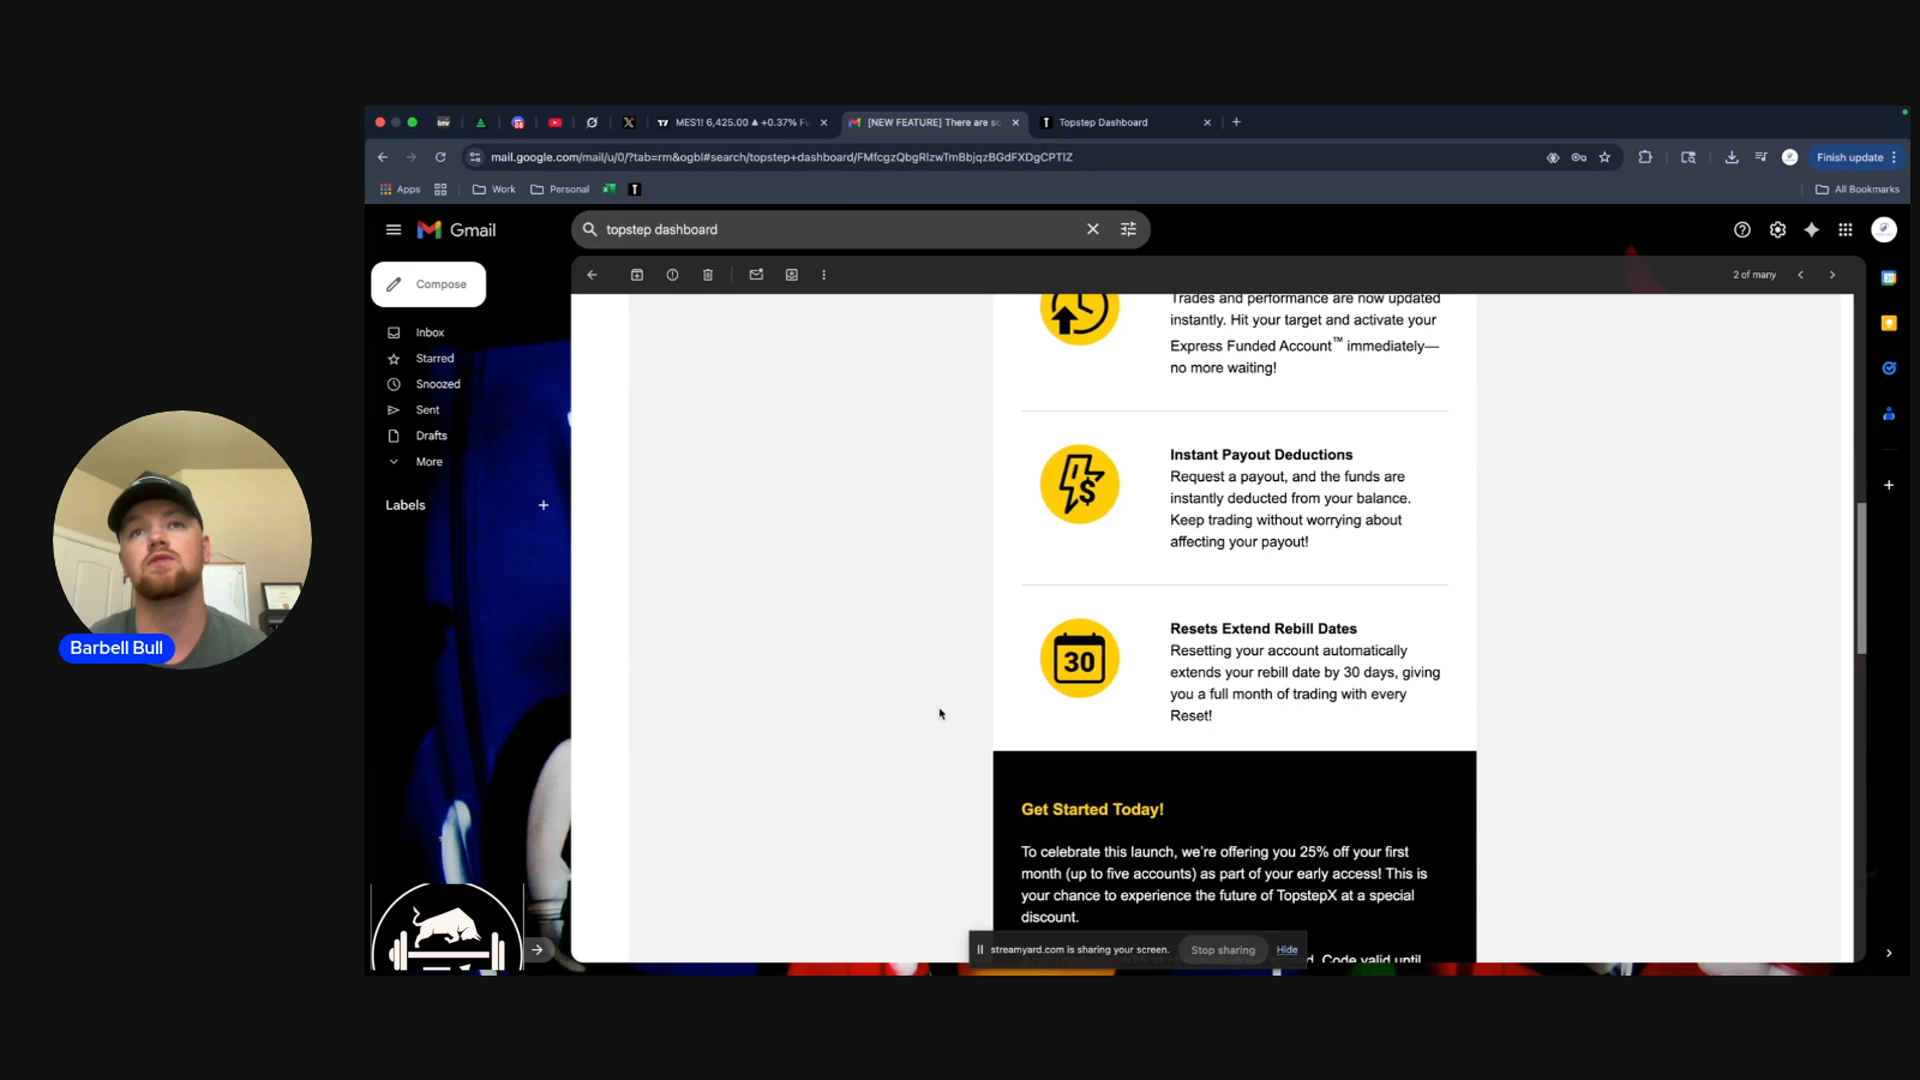 MES1! 6,425.00 ▲ +0.37%
[NEW FEATURE] There are so
Topstep Dashboard
mail.google.com/mail/u/0/?tab=rm&ogbl#search/topstep+dashboard/FMfcgzQbgRlzwTmBbjqzBGdFXDgCPTlZ
Finish update
Apps
Work
Personal
All Bookmarks
Gmail
topstep dashboard
2 of many
Compose
Inbox
Starred
Snoozed
Sent
Drafts
More
Labels
Trades and performance are now updated
instantly. Hit your target and activate your
Express Funded Account™ immediately—
no more waiting!
Instant Payout Deductions
Request a payout, and the funds are
instantly deducted from your balance.
Keep trading without worrying about
affecting your payout!
30
Resets Extend Rebill Dates
Resetting your account automatically
extends your rebill date by 30 days, giving
you a full month of trading with every
Reset!
Get Started Today!
To celebrate this launch, we're offering you 25% off your first
month (up to five accounts) as part of your early access! This is
your chance to experience the future of TopstepX at a special
discount.
Code valid until
streamyard.com is sharing your screen.
Stop sharing
Hide
Barbell Bull